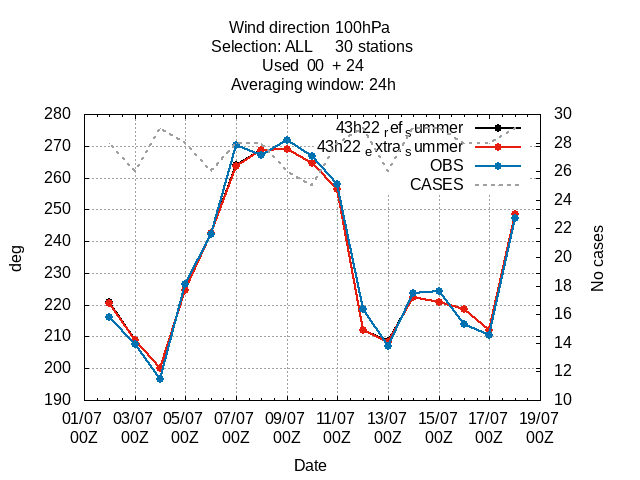 Wind direction 100hPa
Selection: ALL 30 stations
Used 00 + 24
Averaging window: 24h
280 30
270 28
260 26
250 24
240 22
230 20
220 18
210 16
200 14
190 12
10
43h22 ref summer
43h22 extra summer
OBS
CASES
deg
No cases
01/07 03/07 05/07 07/07 09/07 11/07 13/07 15/07 17/07 19/07
00Z 00Z 00Z 00Z 00Z 00Z 00Z 00Z 00Z 00Z
Date